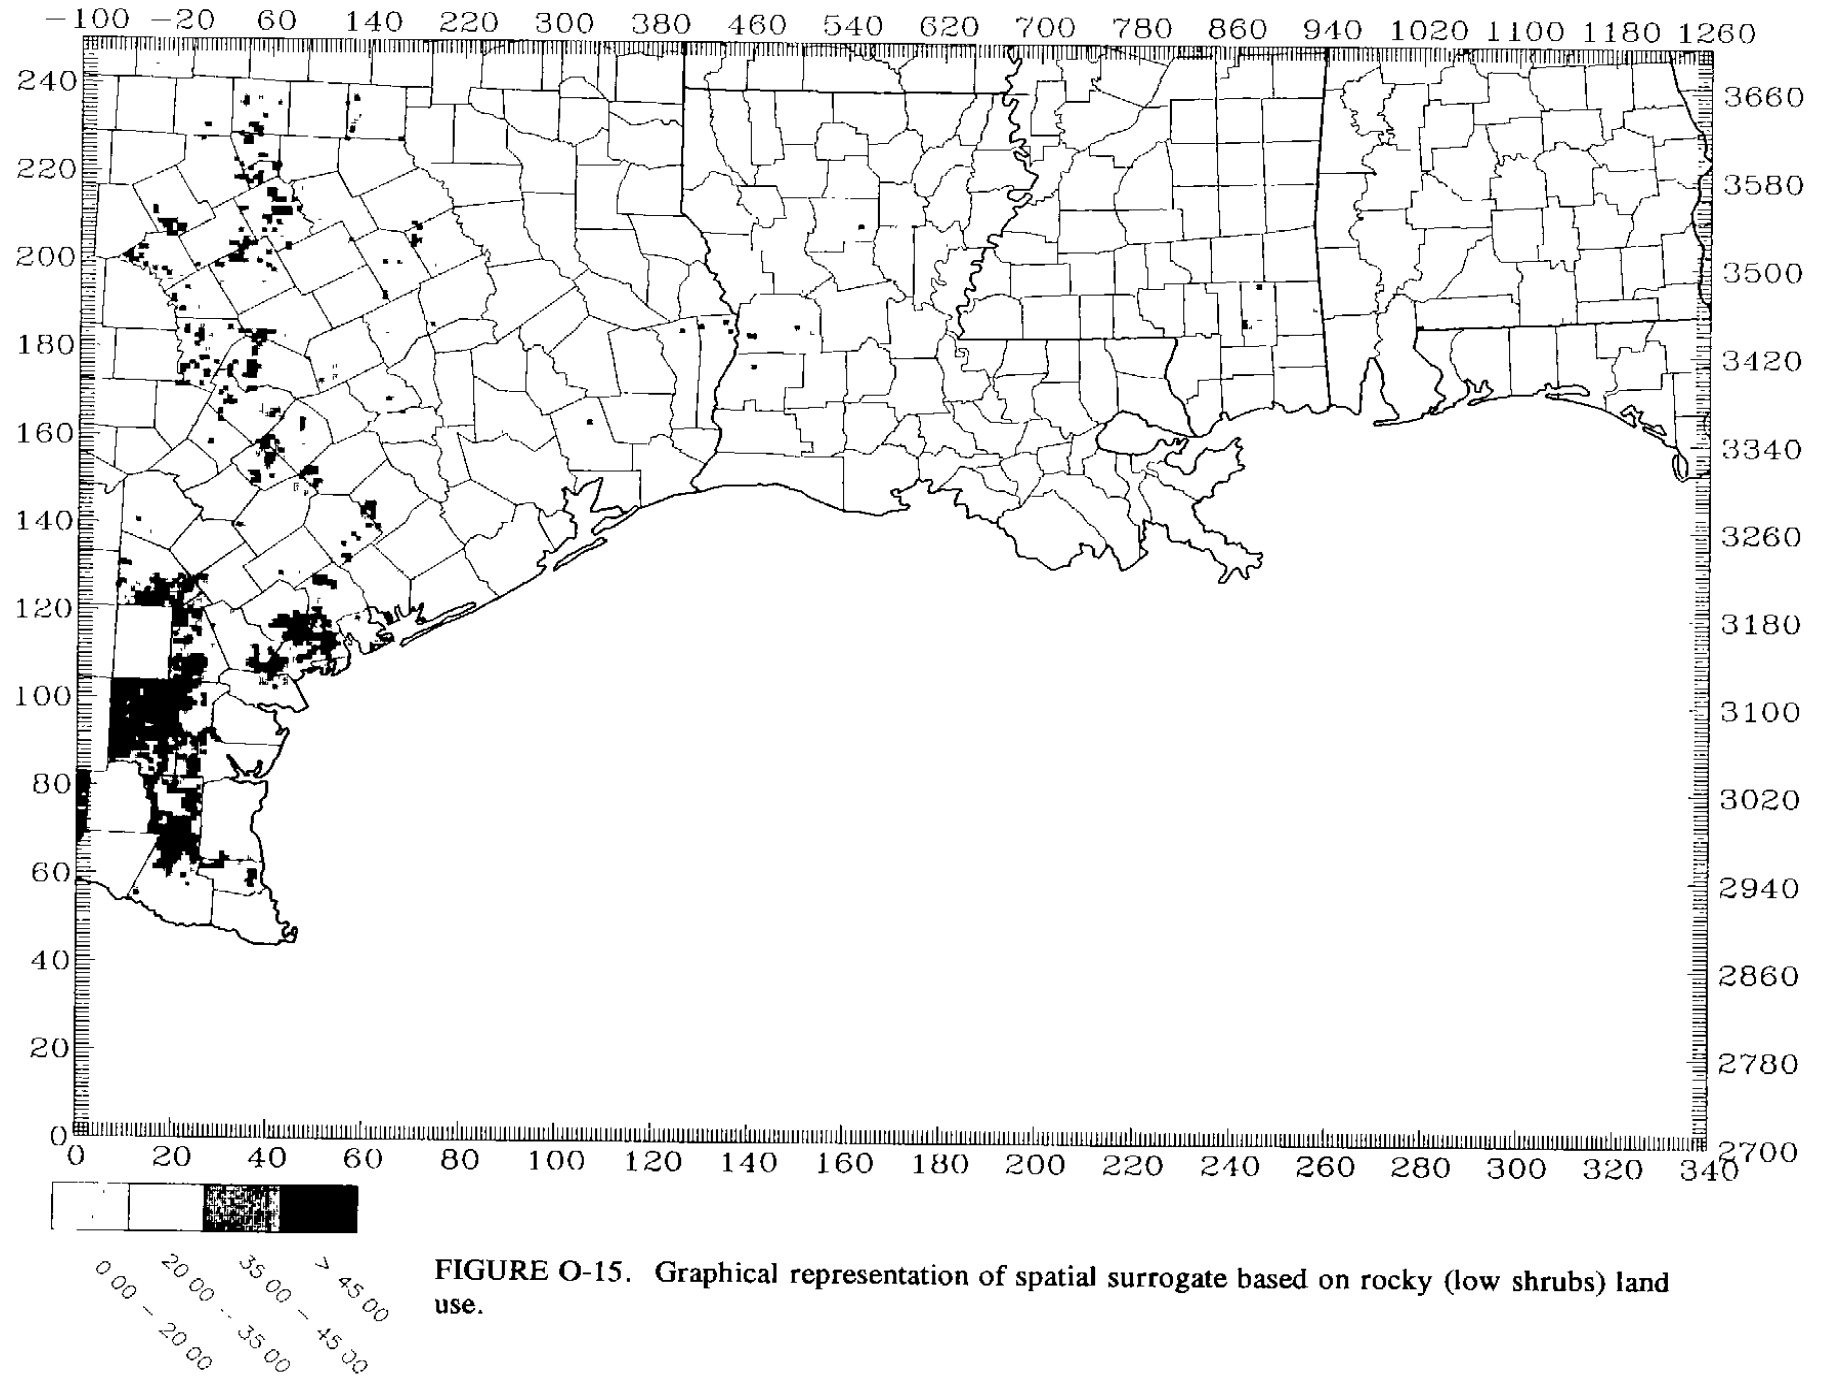 -100 -20 60 140 220 300 380 460 540 620 700 780 860 940 1020 1100 1180 1260
240 3660
220 3580
200 3500
180 3420
160 3340
140 3260
120 3180
100 3100
80 3020
60 2940
40 2860
20 2780
0 2700
0 20 40 60 80 100 120 140 160 180 200 220 240 260 280 300 320 340
0 00 - 20 00
20 00 - 35 00
35 00 - 45 00
> 45 00
FIGURE O-15. Graphical representation of spatial surrogate based on rocky (low shrubs) land
use.